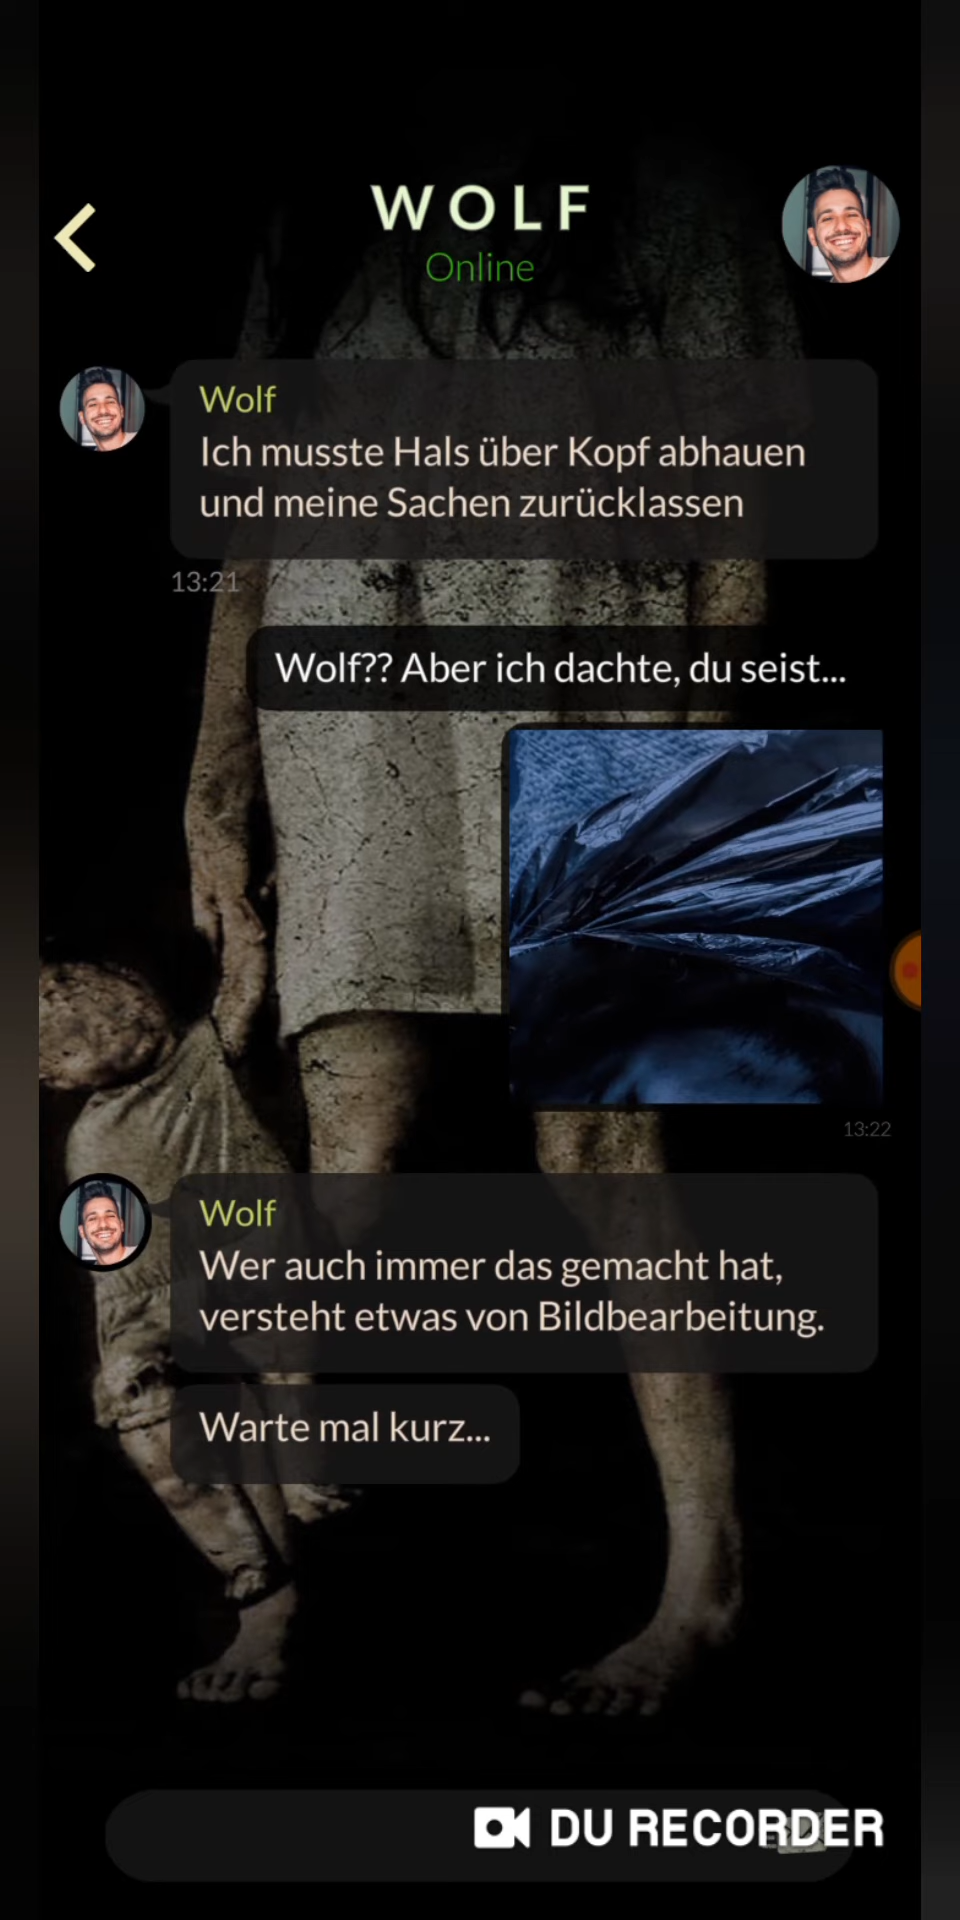 WOLF
Online
Wolf
Ich musste Hals über Kopf abhauen
und meine Sachen zurücklassen
13:21
Wolf?? Aber ich dachte, du seist...
13:22
Wolf
Wer auch immer das gemacht hat,
versteht etwas von Bildbearbeitung.
Warte mal kurz...
DU RECORDER